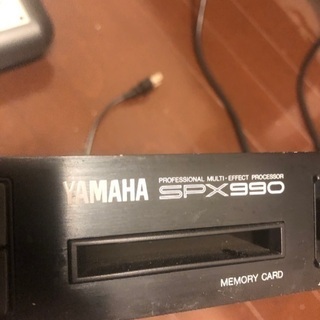 YAMAHA
PROFESSIONAL MULTI-EFFECT PROCESSOR
SPX990
MEMORY CARD